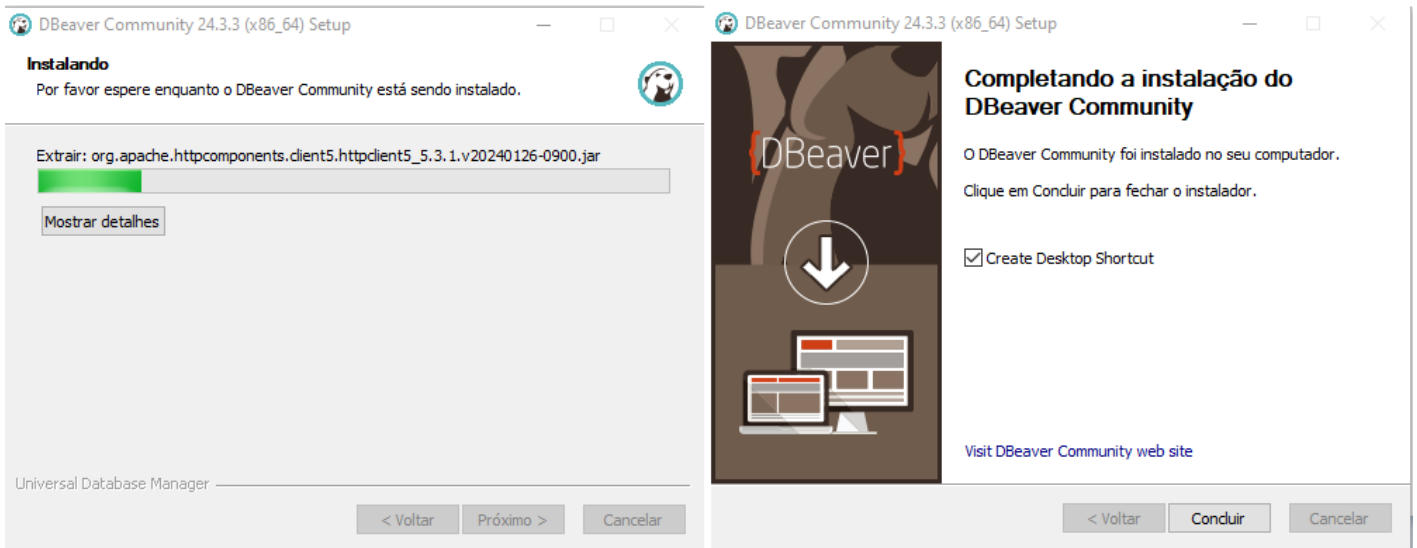 DBeaver Community 24.3.3 (x86_64) Setup
Instalando
Por favor espere enquanto o DBeaver Community está sendo instalado.
Extrair: org.apache.httpcomponents.client5.httpclient5_5.3.1.v20240126-0900.jar
Mostrar detalhes
Universal Database Manager
< Voltar
Próximo >
Cancelar
DBeaver Community 24.3.3 (x86_64) Setup
{DBeaver}
Completando a instalação do
DBeaver Community
O DBeaver Community foi instalado no seu computador.
Clique em Concluir para fechar o instalador.
Create Desktop Shortcut
Visit DBeaver Community web site
< Voltar
Concluir
Cancelar